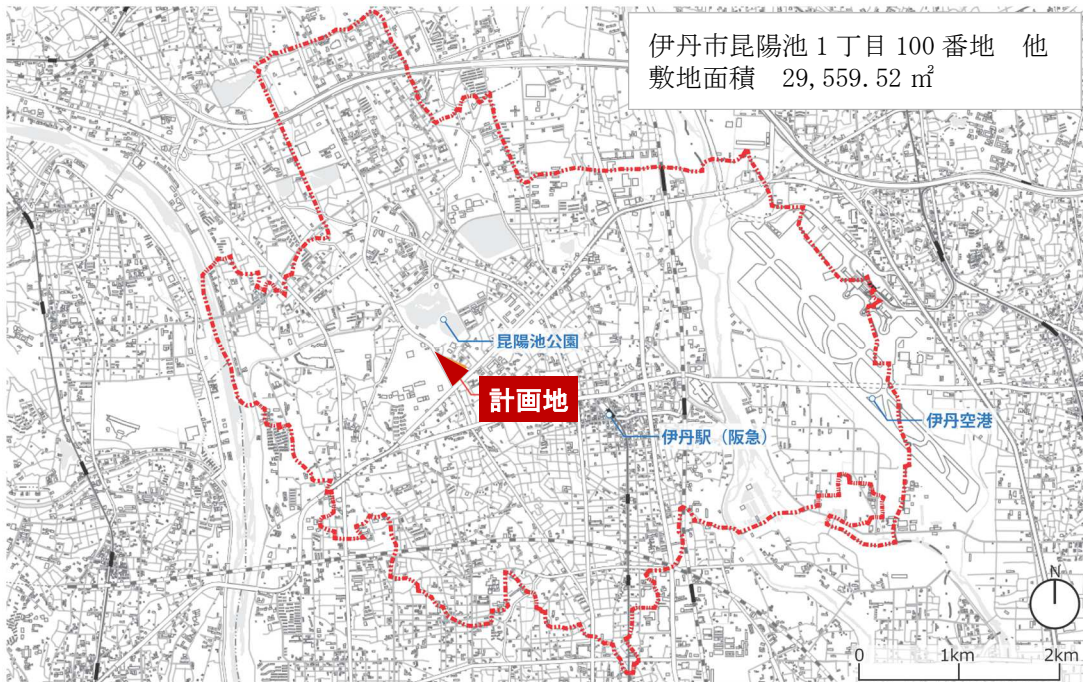 伊丹市昆陽池 1 丁目 100 番地　他
敷地面積　29,559.52 ㎡
昆陽池公園
計画地
伊丹駅（阪急）
伊丹空港
N
0 1km 2km